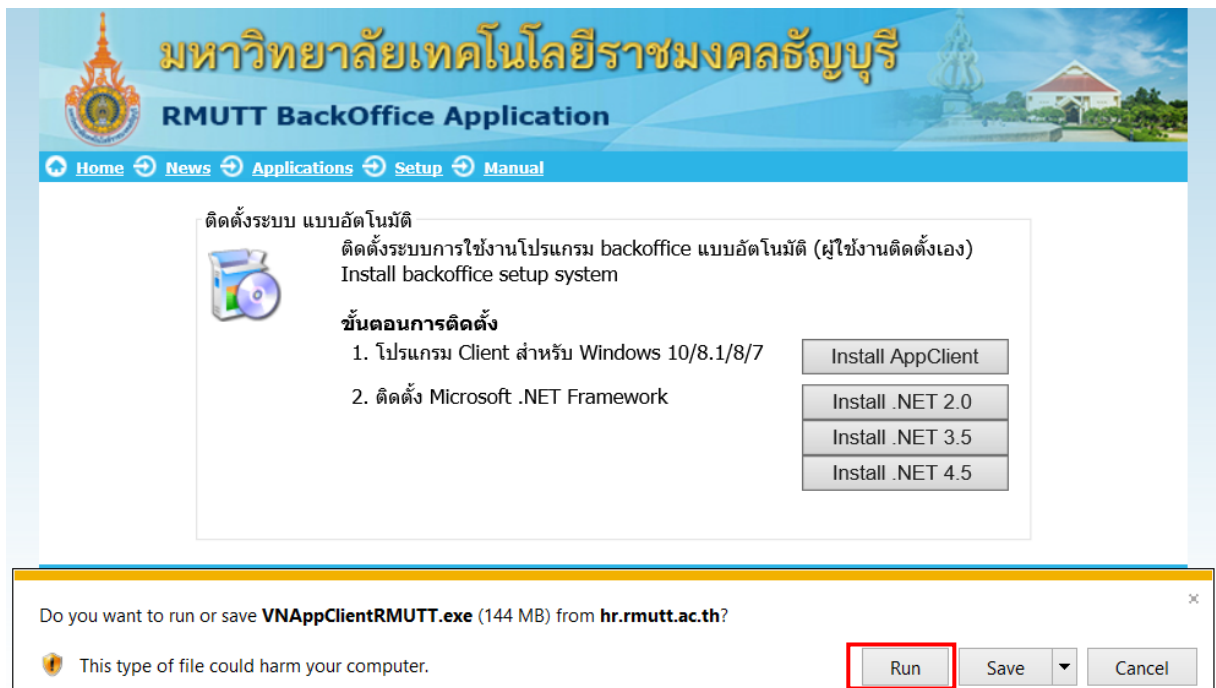 มหาวิทยาลัยเทคโนโลยีราชมงคลธัญบุรี
RMUTT BackOffice Application
Home News Applications Setup Manual
ติดตั้งระบบ แบบอัตโนมัติ
ติดตั้งระบบการใช้งานโปรแกรม backoffice แบบอัตโนมัติ (ผู้ใช้งานติดตั้งเอง)
Install backoffice setup system
ขั้นตอนการติดตั้ง
1. โปรแกรม Client สำหรับ Windows 10/8.1/8/7 Install AppClient
2. ติดตั้ง Microsoft .NET Framework Install .NET 2.0
Install .NET 3.5
Install .NET 4.5
Do you want to run or save VNAppClientRMUTT.exe (144 MB) from hr.rmutt.ac.th?
This type of file could harm your computer. Run Save Cancel